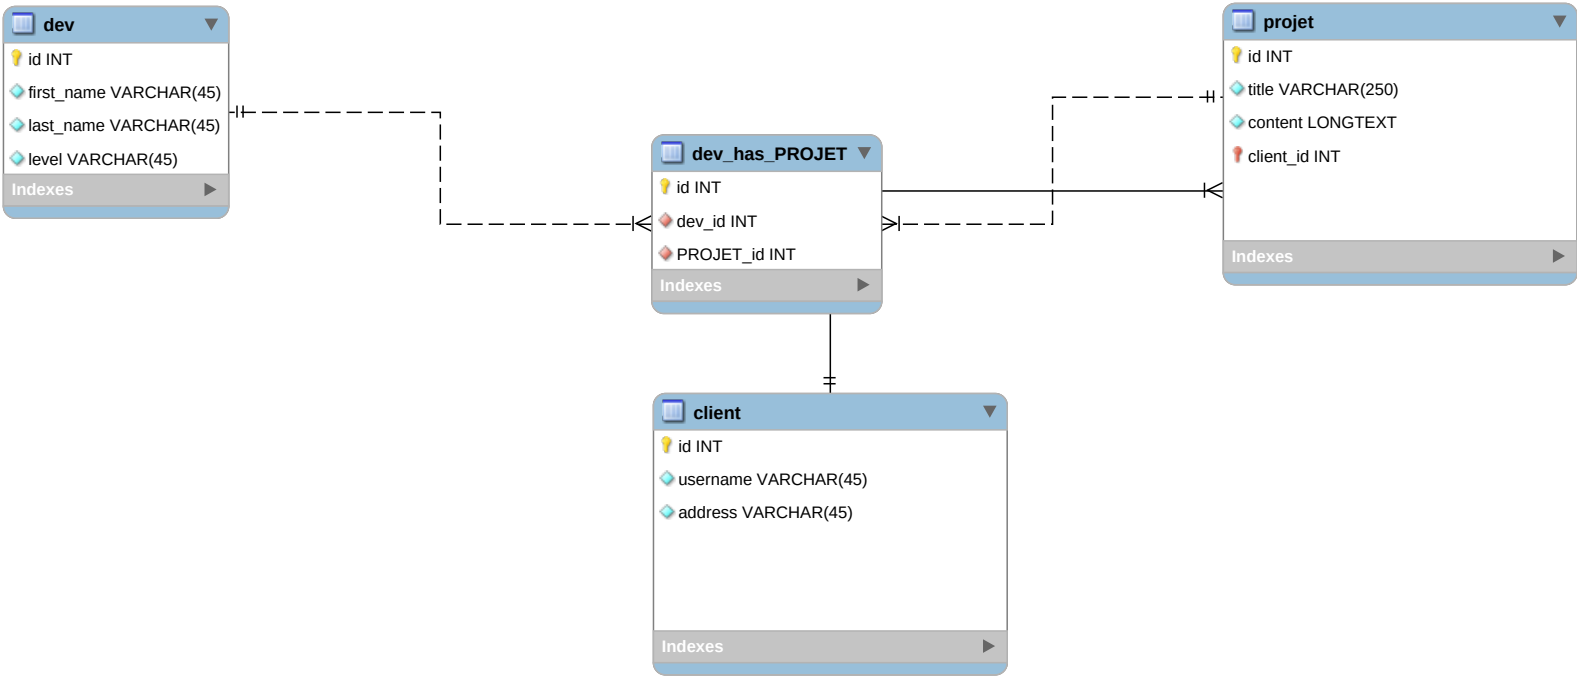 dev
id INT
first_name VARCHAR(45)
last_name VARCHAR(45)
level VARCHAR(45)
Indexes
dev_has_PROJET
id INT
dev_id INT
PROJET_id INT
Indexes
projet
id INT
title VARCHAR(250)
content LONGTEXT
client_id INT
Indexes
client
id INT
username VARCHAR(45)
address VARCHAR(45)
Indexes